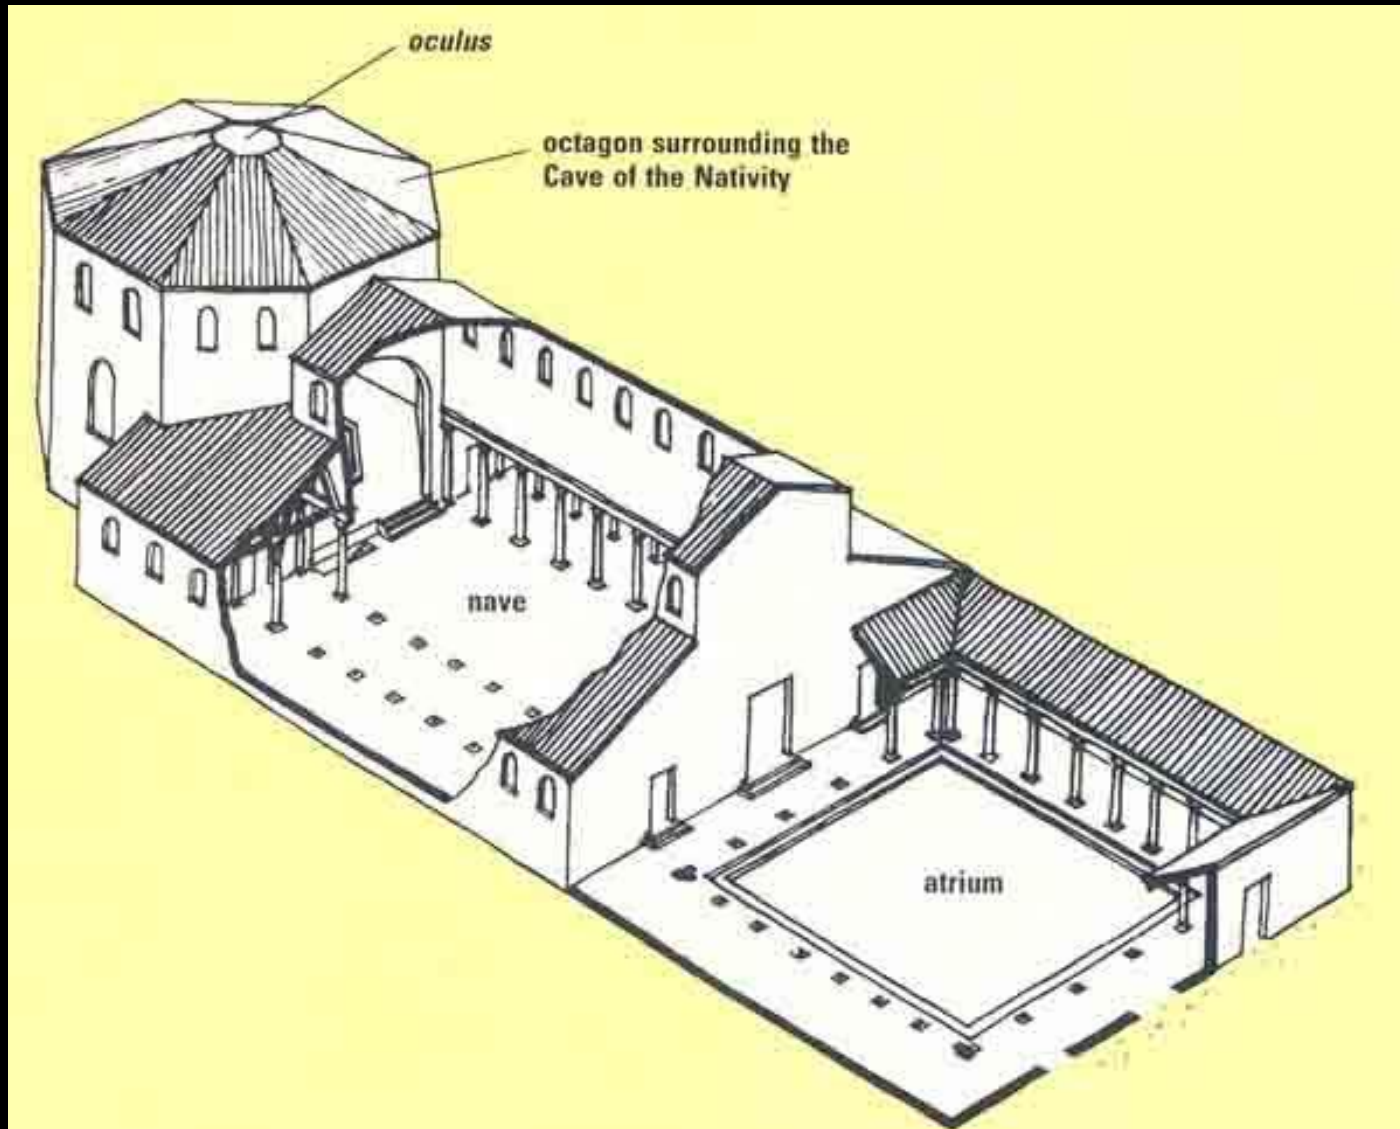 oculus
octagon surrounding the
Cave of the Nativity
nave
atrium